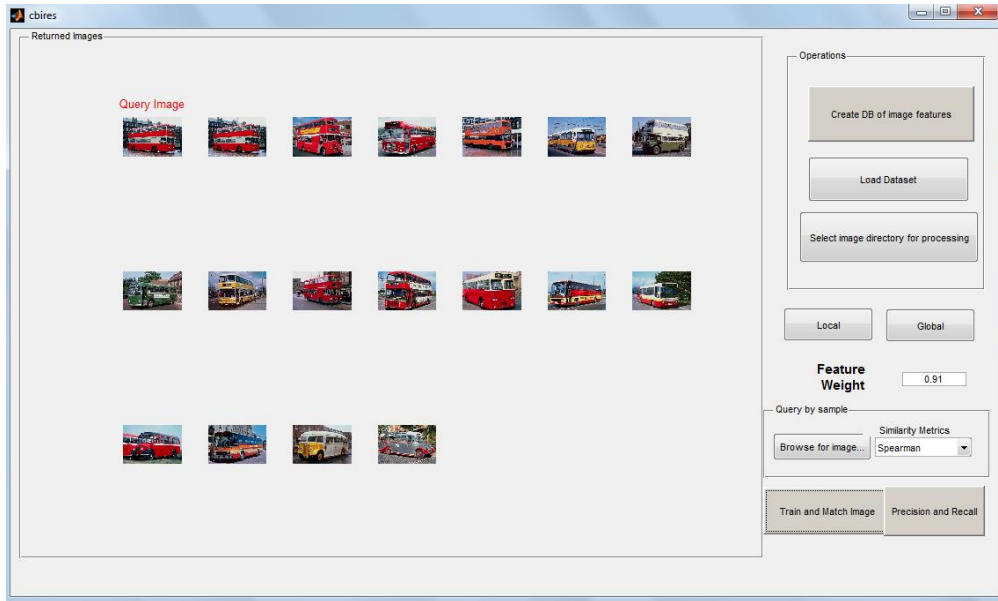 cbires
Returned Images
Query Image
Operations
Create DB of image features
Load Dataset
Select image directory for processing
Local
Global
Feature
Weight
0.91
Query by sample
Browse for image...
Similarity Metrics
Spearman
Train and Match Image
Precision and Recall